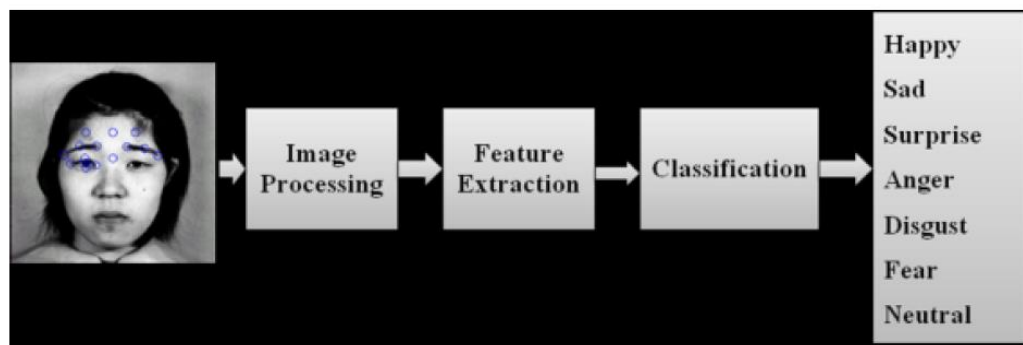 Image
Processing
Feature
Extraction
Classification
Happy
Sad
Surprise
Anger
Disgust
Fear
Neutral